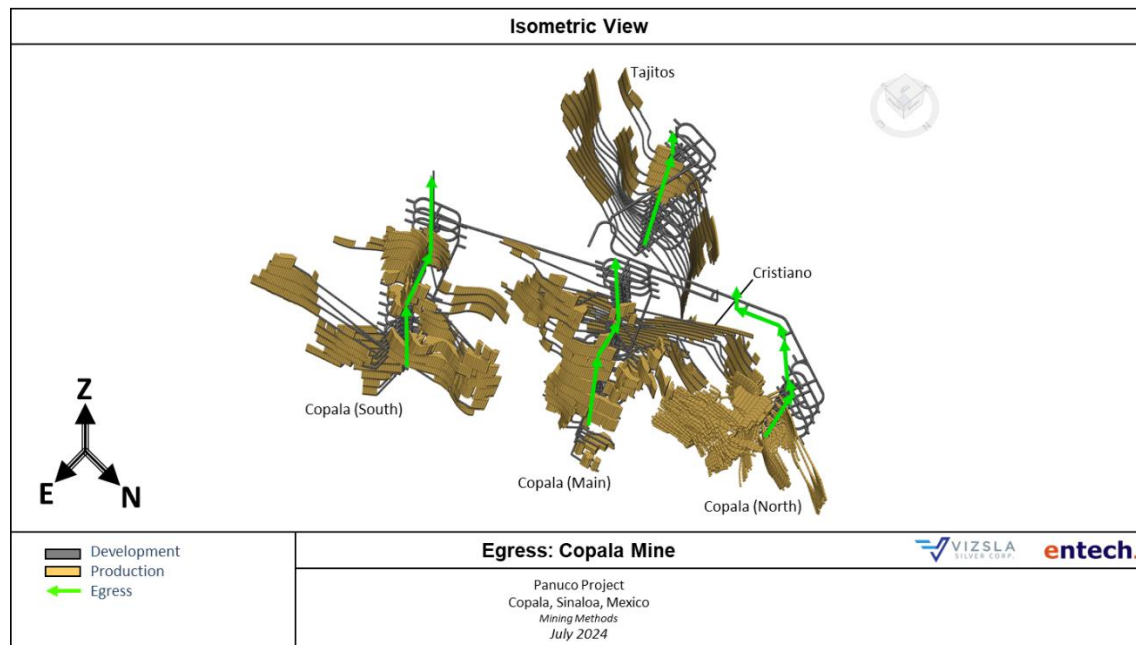 Isometric View
Tajitos
Cristiano
Copala (South)
Copala (Main)
Copala (North)
Z
E
N
Development
Production
Egress
Egress: Copala Mine
VIZSLA
SILVER CORP.
entech.
Panuco Project
Copala, Sinaloa, Mexico
Mining Methods
July 2024